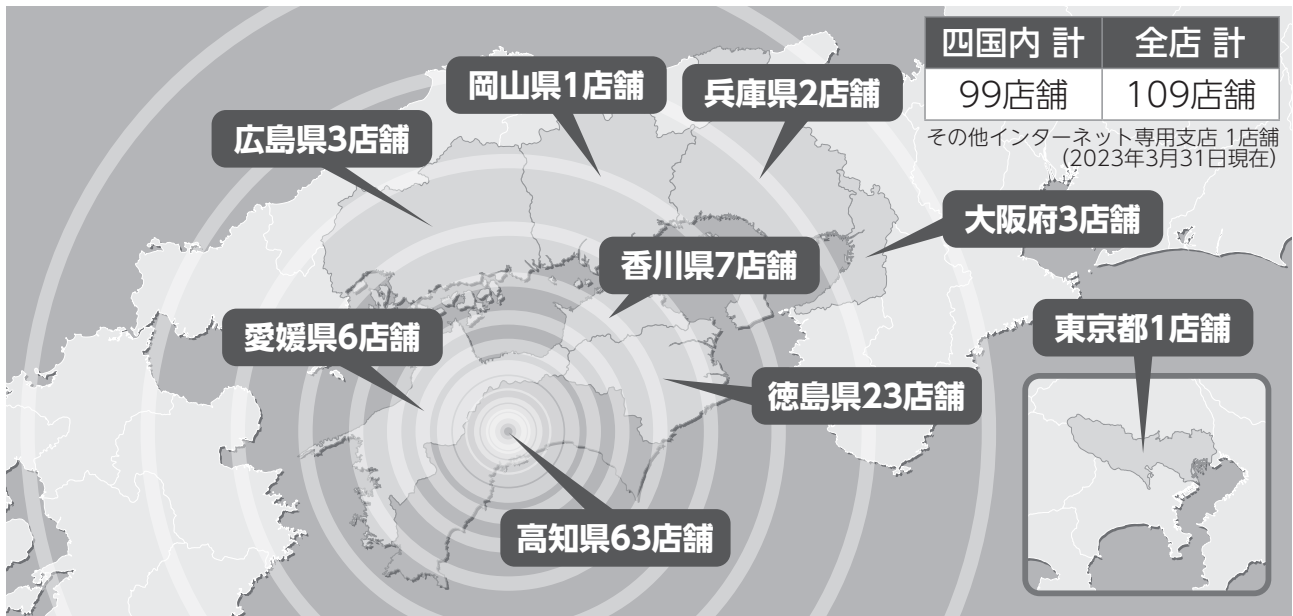 四国内 計 全店 計
99店舗 109店舗
その他インターネット専用支店 1店舗
(2023年3月31日現在)
岡山県1店舗
兵庫県2店舗
広島県3店舗
大阪府3店舗
香川県7店舗
愛媛県6店舗
東京都1店舗
徳島県23店舗
高知県63店舗